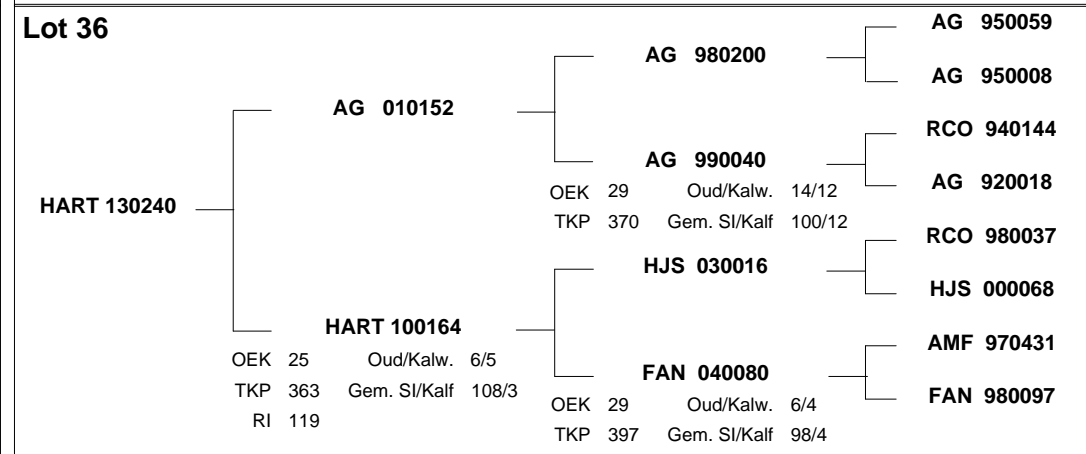 Lot 36
AG 950059
AG 980200
AG 950008
AG 010152
RCO 940144
AG 990040
OEK 29 Oud/Kalw. 14/12
TKP 370 Gem. SI/Kalf 100/12
AG 920018
HART 130240
RCO 980037
HJS 030016
HJS 000068
HART 100164
OEK 25 Oud/Kalw. 6/5
TKP 363 Gem. SI/Kalf 108/3
RI 119
AMF 970431
FAN 040080
OEK 29 Oud/Kalw. 6/4
TKP 397 Gem. SI/Kalf 98/4
FAN 980097